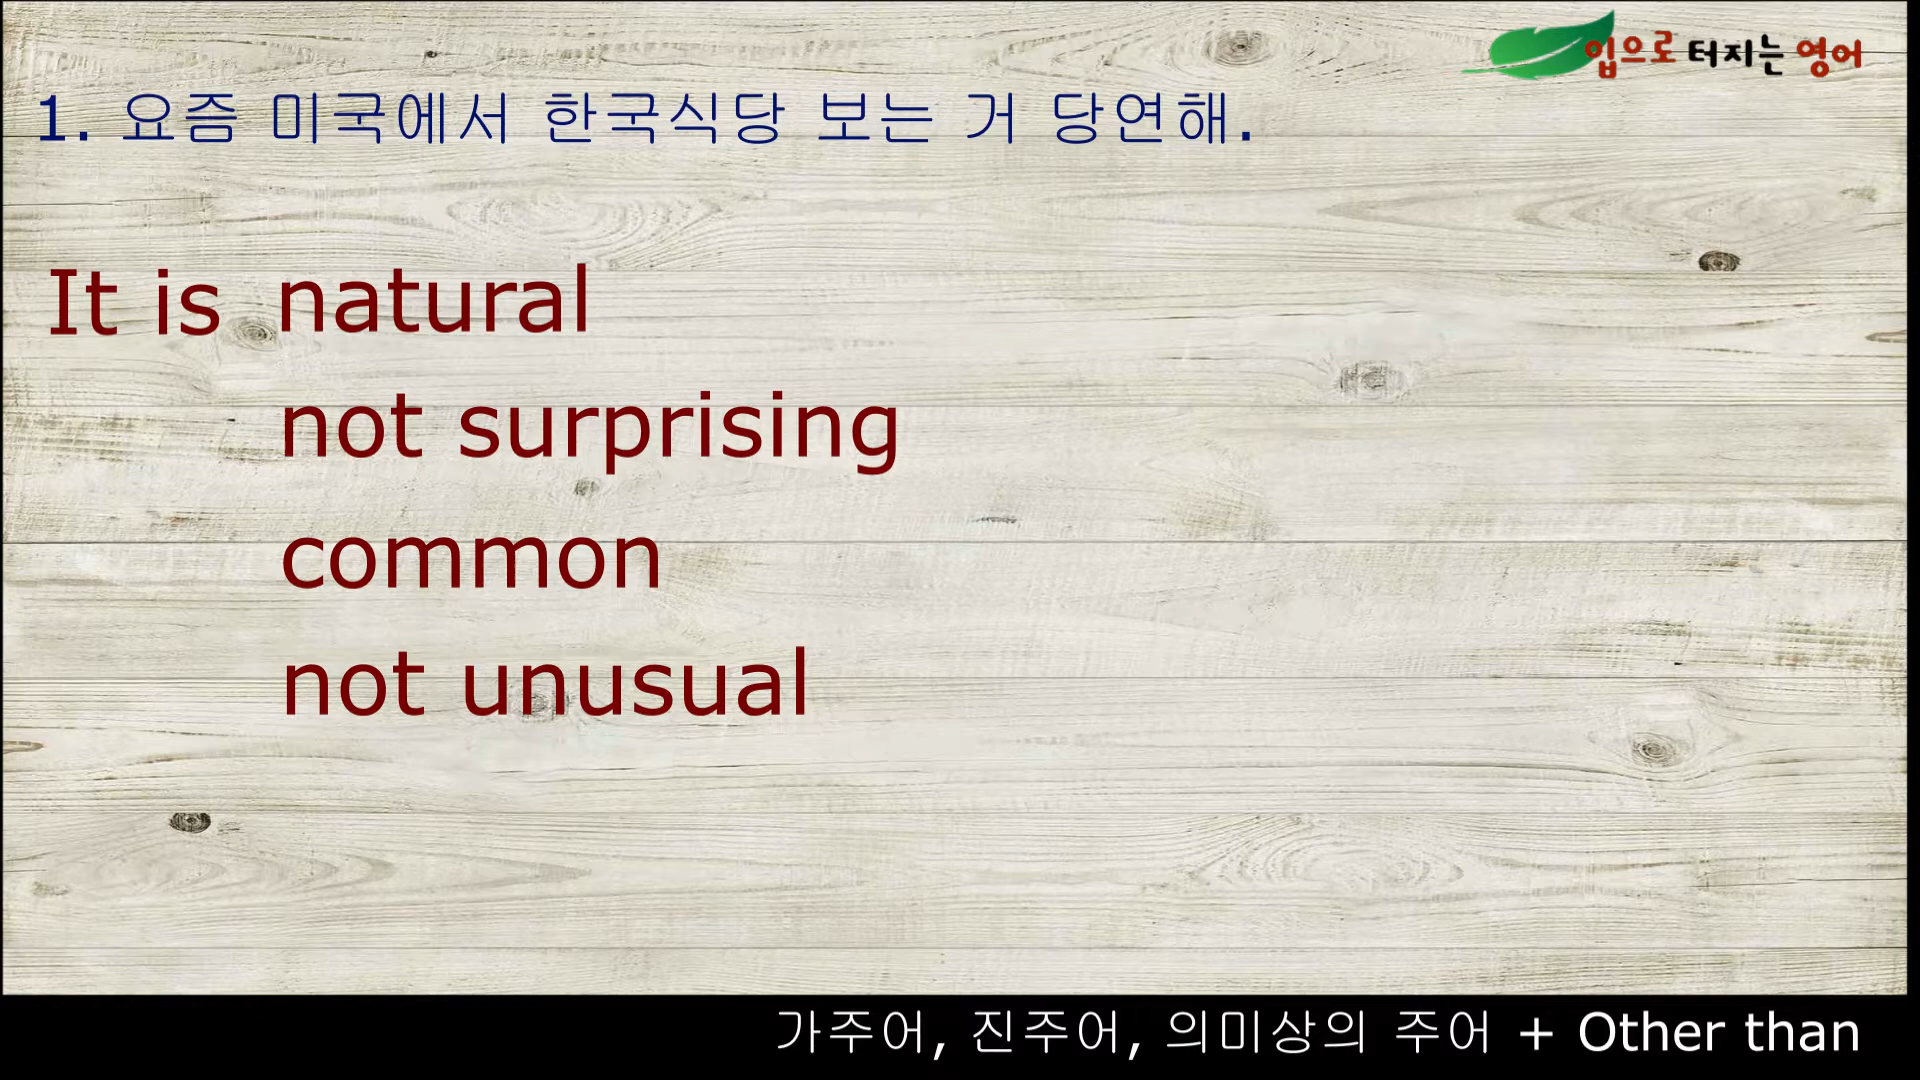 입으로 터지는 영어
1. 요즘 미국에서 한국식당 보는 거 당연해.
It is natural
not surprising
common
not unusual
가주어, 진주어, 의미상의 주어 + Other than